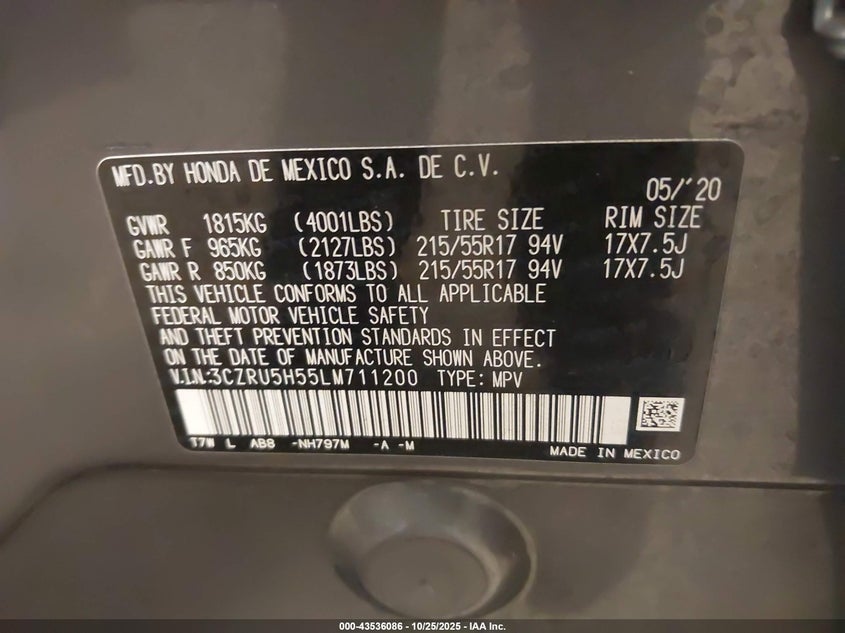 MFD.BY HONDA DE MEXICO S.A. DE C.V.
05/'20
GVWR 1815KG (4001LBS) TIRE SIZE RIM SIZE
GAWR F 965KG (2127LBS) 215/55R17 94V 17X7.5J
GAWR R 850KG (1873LBS) 215/55R17 94V 17X7.5J
THIS VEHICLE CONFORMS TO ALL APPLICABLE
FEDERAL MOTOR VEHICLE SAFETY
AND THEFT PREVENTION STANDARDS IN EFFECT
ON THE DATE OF MANUFACTURE SHOWN ABOVE.
V.I.N.:3CZRU5H55LM711200 TYPE: MPV
T7W L AB8 -NH797M -A -M
MADE IN MEXICO
000-43536086 - 10/25/2025 - IAA Inc.